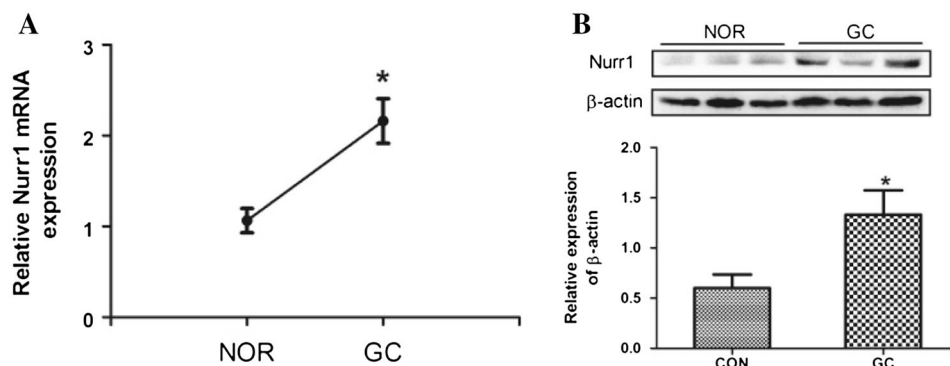 A
Relative Nurr1 mRNA
expression
3
2
1
0
*
NOR
GC
B
NOR GC
Nurr1
β-actin
Relative expression
of β-actin
2.0
1.5
1.0
0.5
0.0
*
CON
GC